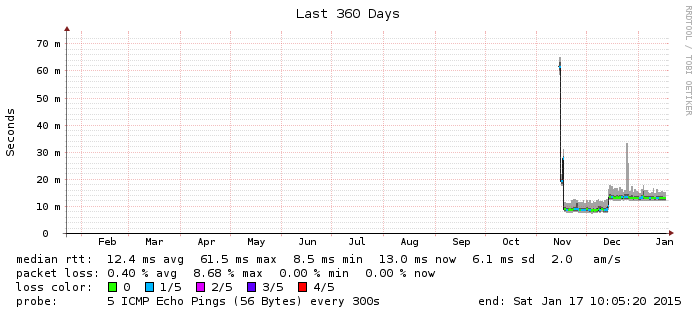 Last 360 Days
RRDTOOL / TOBI OETIKER
Seconds
70 m
60 m
50 m
40 m
30 m
20 m
10 m
0
Feb Mar Apr May Jun Jul Aug Sep Oct Nov Dec Jan
median rtt: 12.4 ms avg 61.5 ms max 8.5 ms min 13.0 ms now 6.1 ms sd 2.0 am/s
packet loss: 0.40 % avg 8.68 % max 0.00 % min 0.00 % now
loss color: 0 1/5 2/5 3/5 4/5
probe: 5 ICMP Echo Pings (56 Bytes) every 300s end: Sat Jan 17 10:05:20 2015